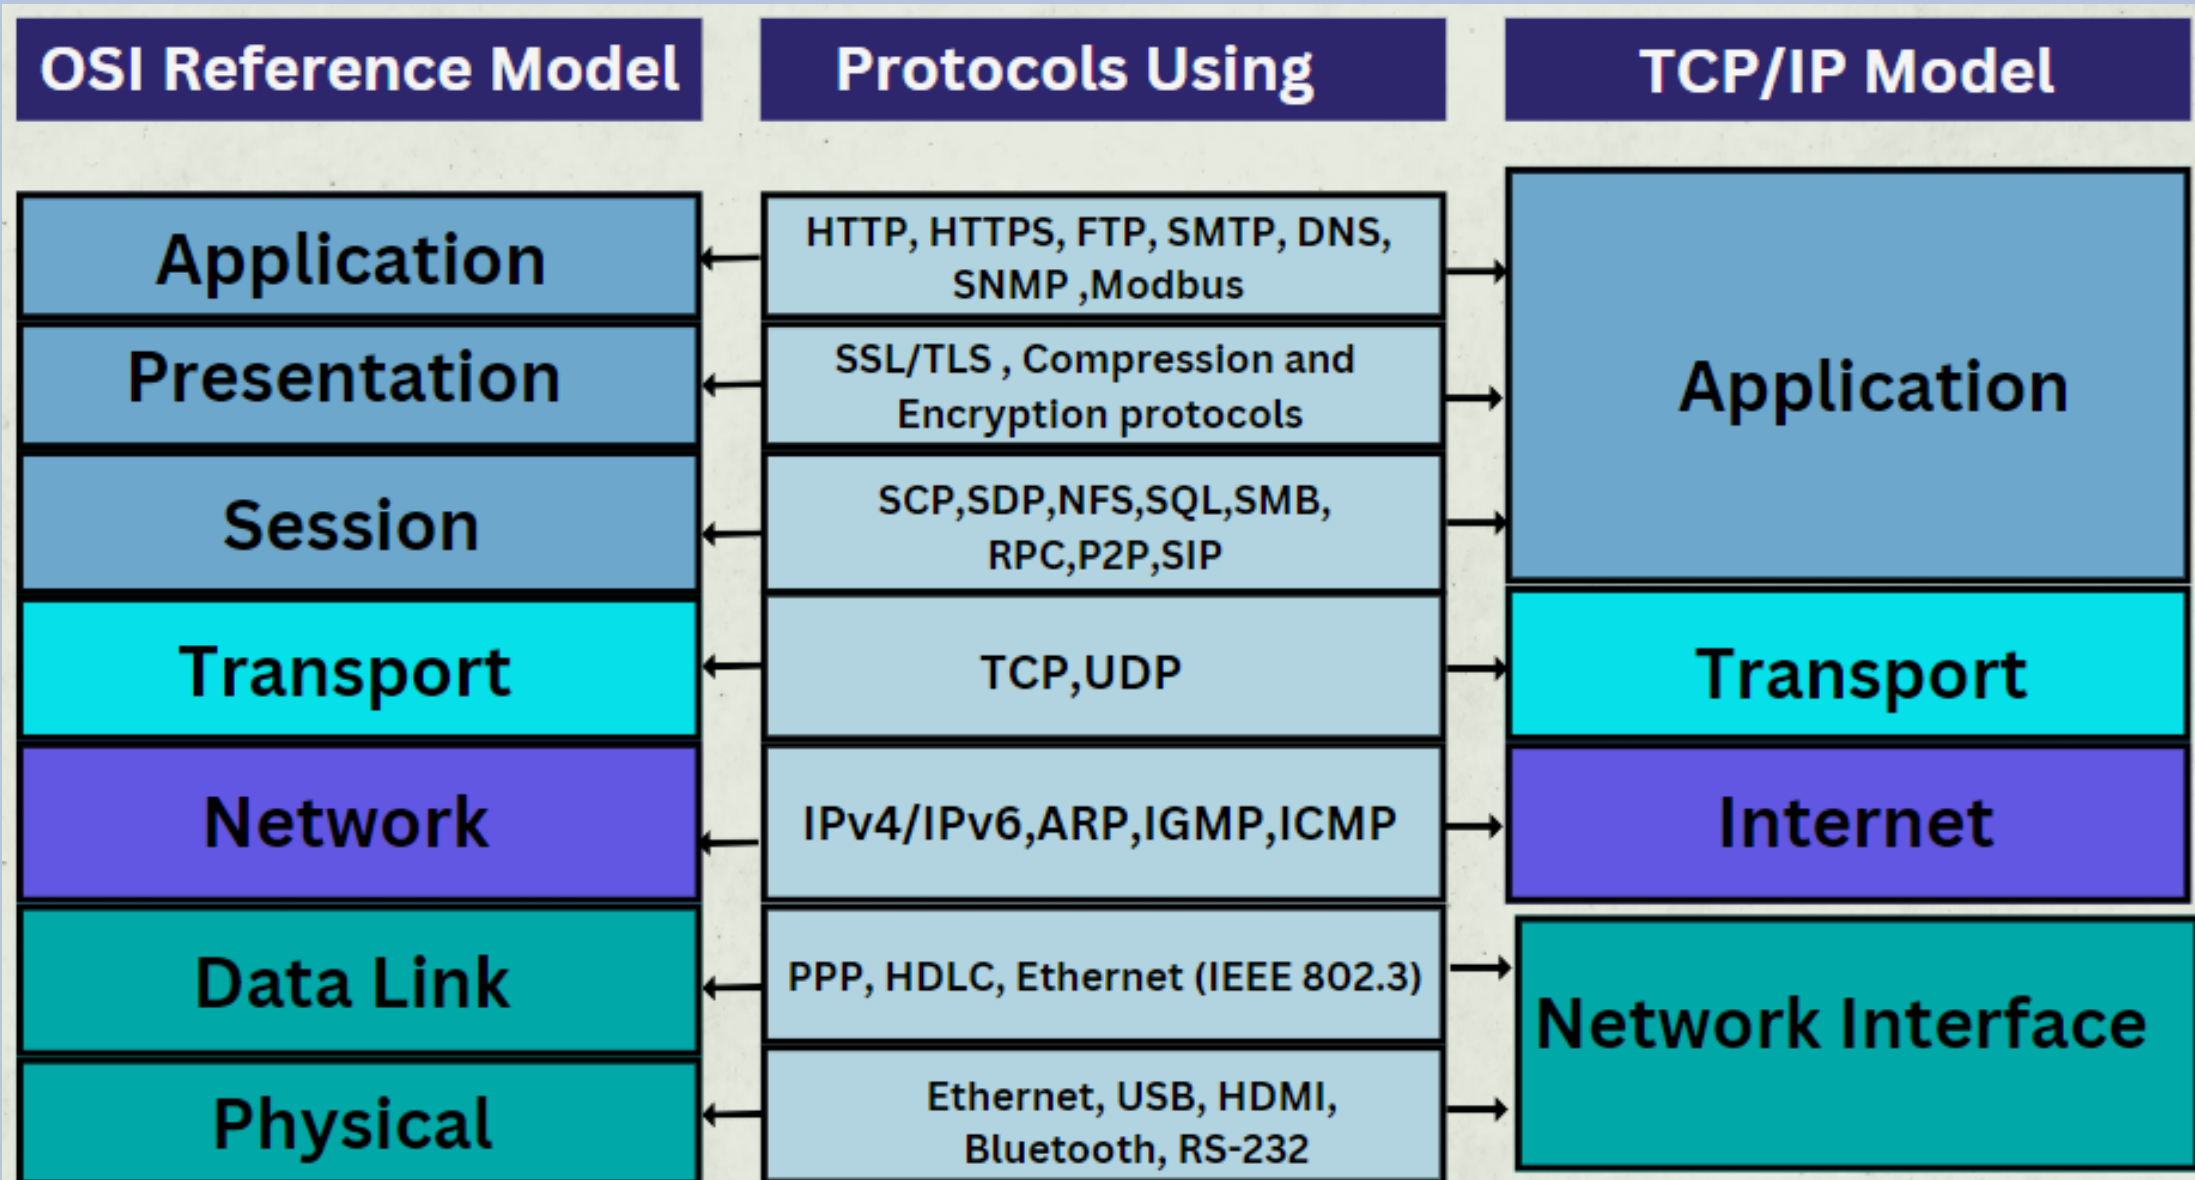 OSI Reference Model
Protocols Using
TCP/IP Model
Application
HTTP, HTTPS, FTP, SMTP, DNS,
SNMP ,Modbus
Presentation
SSL/TLS , Compression and
Encryption protocols
Application
Session
SCP,SDP,NFS,SQL,SMB,
RPC,P2P,SIP
Transport
TCP,UDP
Transport
Network
IPv4/IPv6,ARP,IGMP,ICMP
Internet
Data Link
PPP, HDLC, Ethernet (IEEE 802.3)
Network Interface
Physical
Ethernet, USB, HDMI,
Bluetooth, RS-232